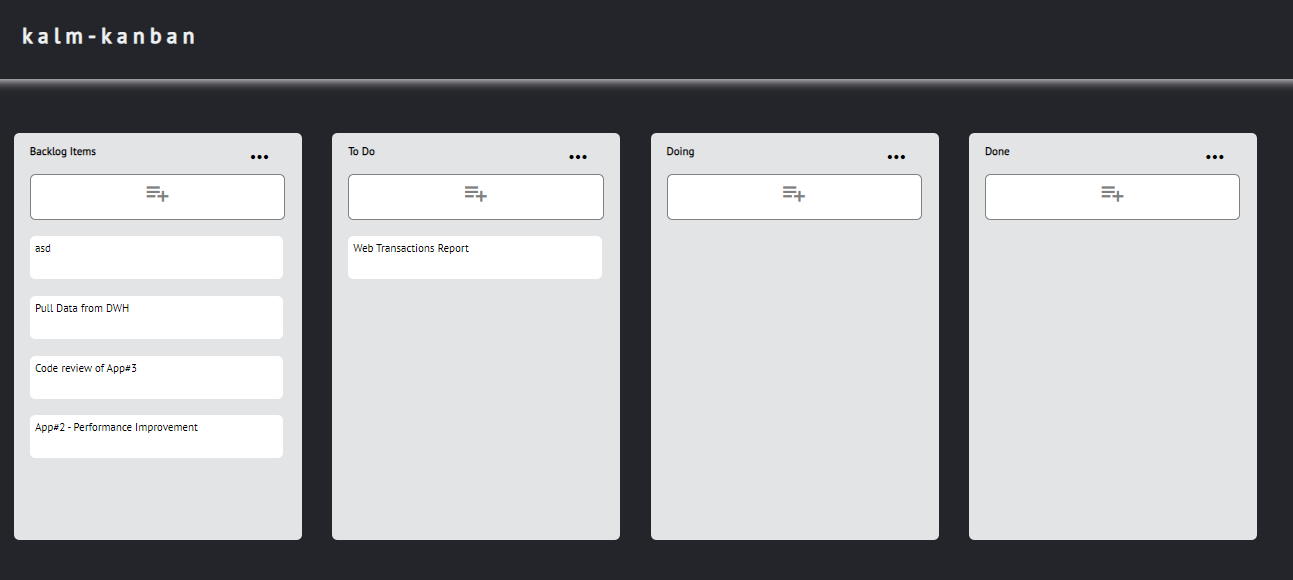 kalm-kanban
Backlog Items
asd
Pull Data from DWH
Code review of App#3
App#2 - Performance Improvement
To Do
Web Transactions Report
Doing
Done